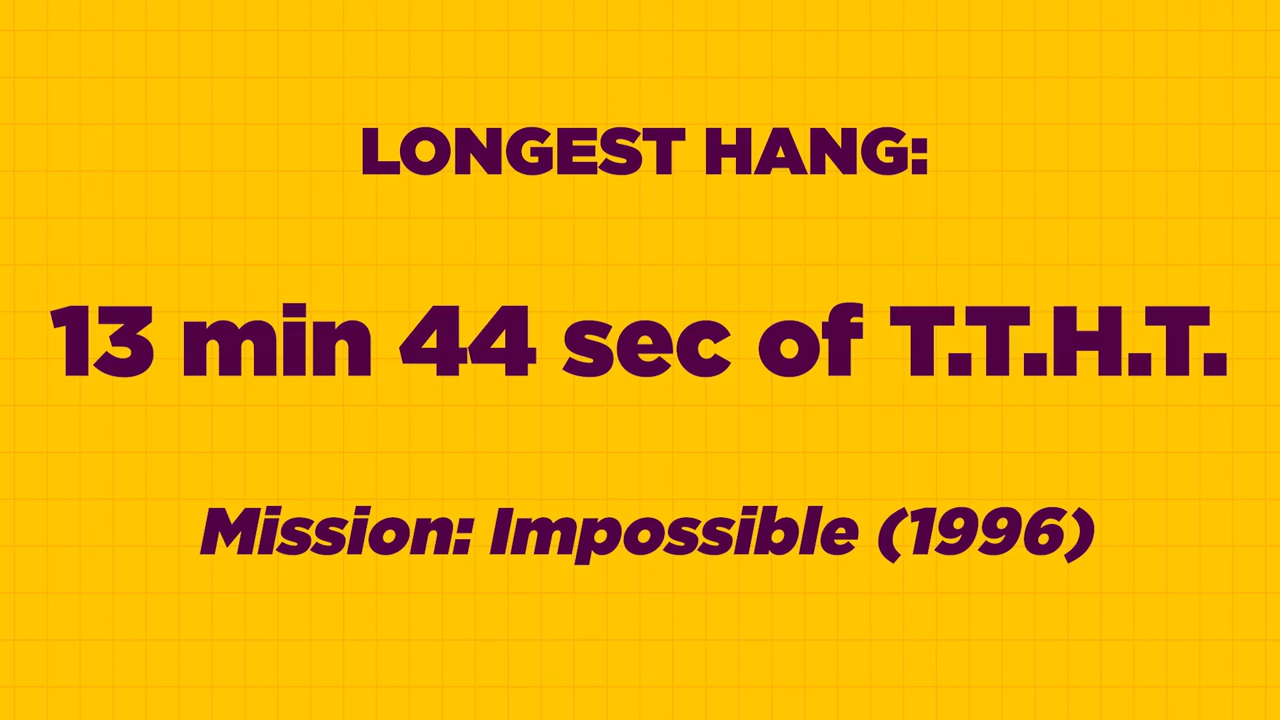 LONGEST HANG:
13 min 44 sec of T.T.H.T.
Mission: Impossible (1996)